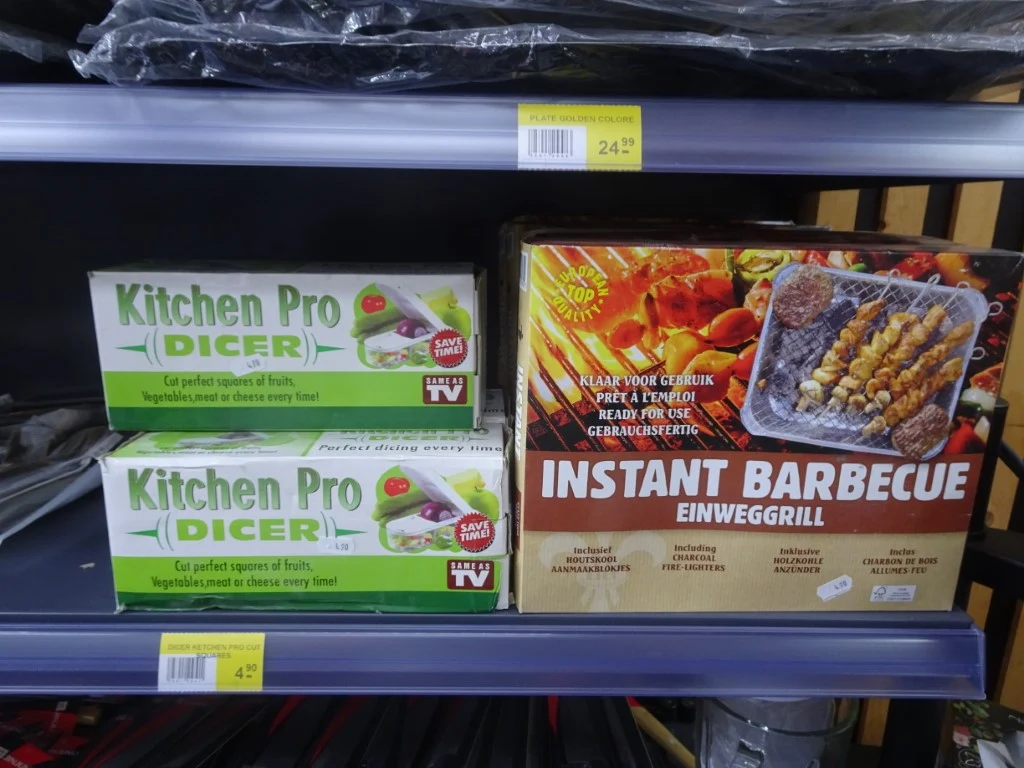 PLATE GOLDEN COLORE
24 99
Kitchen Pro
DICER
SAVE TIME!
Cut perfect squares of fruits,
Vegetables,meat or cheese every time!
SAME AS
TV
Perfect dicing every time
Kitchen Pro
DICER
SAVE TIME!
Cut perfect squares of fruits,
Vegetables,meat or cheese every time!
SAME AS
TV
EUROPEAN
TOP
QUALITY
KLAAR VOOR GEBRUIK
PRÊT À L'EMPLOI
READY FOR USE
GEBRAUCHSFERTIG
INSTANT BARBECUE
EINWEGGRILL
Inclusief
HOUTSKOOL
AANMAAKBLOKJES
Including
CHARCOAL
FIRE-LIGHTERS
Inklusive
HOLZKOHLE
ANZÜNDER
Inclus
CHARBON DE BOIS
ALLUMES-FEU
DICER KETCHEN PRO CUT
SQUARES
4 90